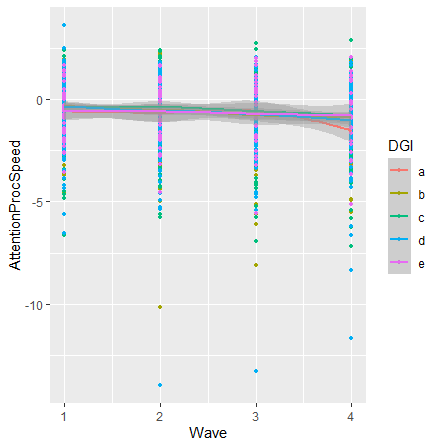 0
-5
-10
AttentionProcSpeed
1 2 3 4
Wave
DGI
a
b
c
d
e